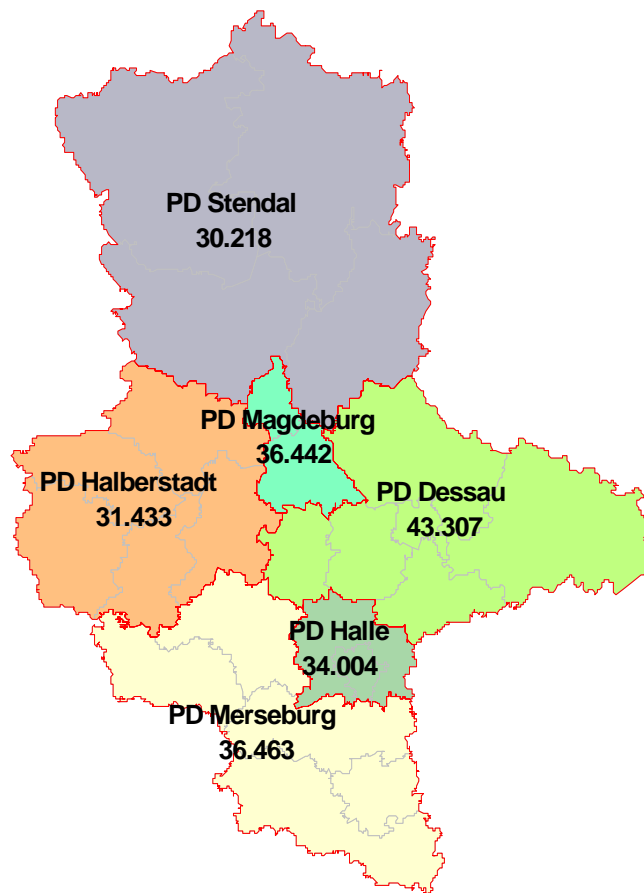 PD Stendal
30.218
PD Magdeburg
36.442
PD Halberstadt
31.433
PD Dessau
43.307
PD Halle
34.004
PD Merseburg
36.463